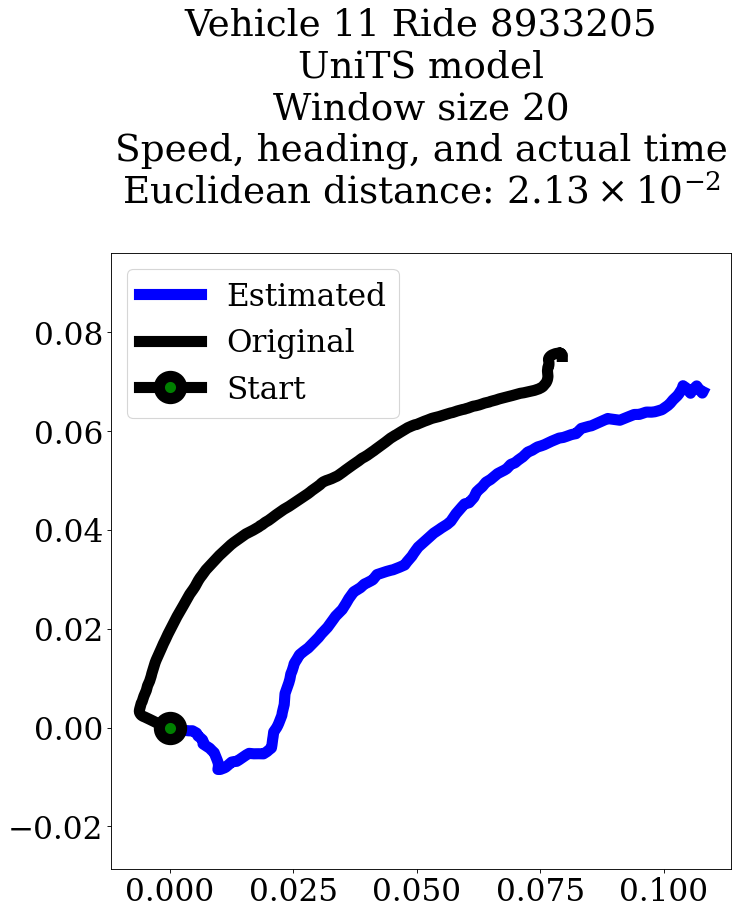 Vehicle 11 Ride 8933205
UniTS model
Window size 20
Speed, heading, and actual time
Euclidean distance: 2.13 × 10⁻²
Estimated
Original
Start
0.08
0.06
0.04
0.02
0.00
−0.02
0.000 0.025 0.050 0.075 0.100